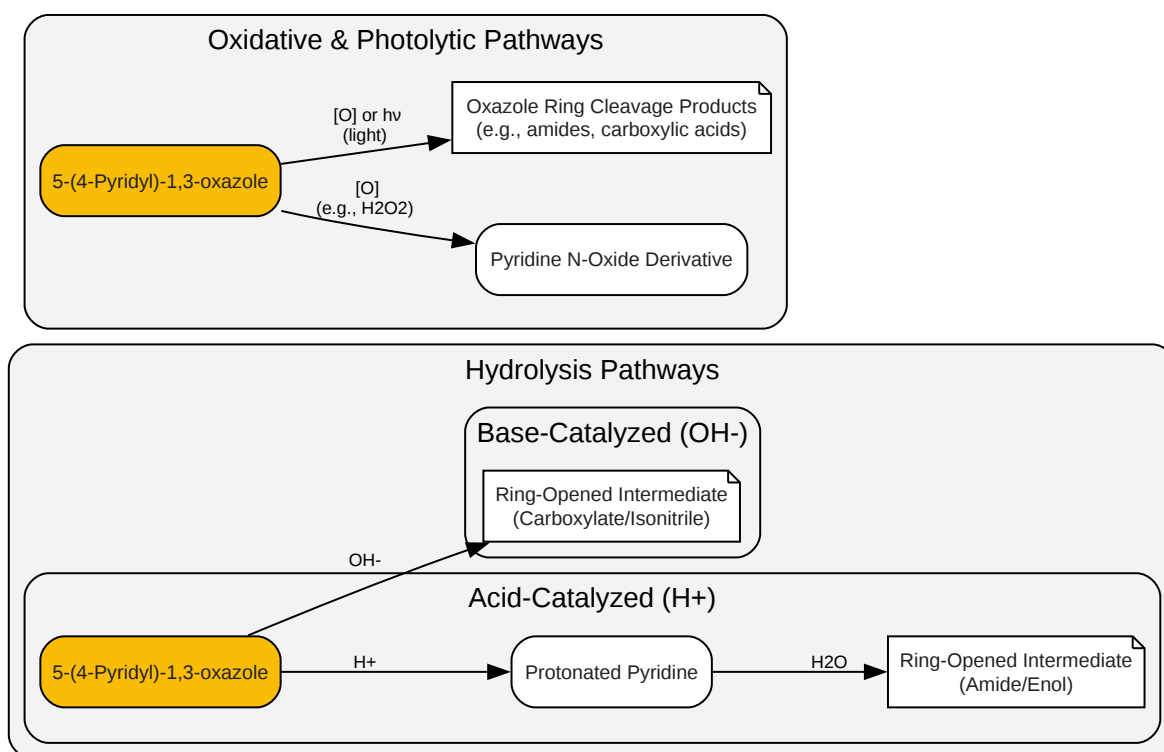 Oxidative & Photolytic Pathways
[O] or hν
(light)
Oxazole Ring Cleavage Products
(e.g., amides, carboxylic acids)
5-(4-Pyridyl)-1,3-oxazole
[O]
(e.g., H2O2)
Pyridine N-Oxide Derivative
Hydrolysis Pathways
Base-Catalyzed (OH-)
Ring-Opened Intermediate
(Carboxylate/Isonitrile)
OH-
Acid-Catalyzed (H+)
5-(4-Pyridyl)-1,3-oxazole
H+
Protonated Pyridine
H2O
Ring-Opened Intermediate
(Amide/Enol)